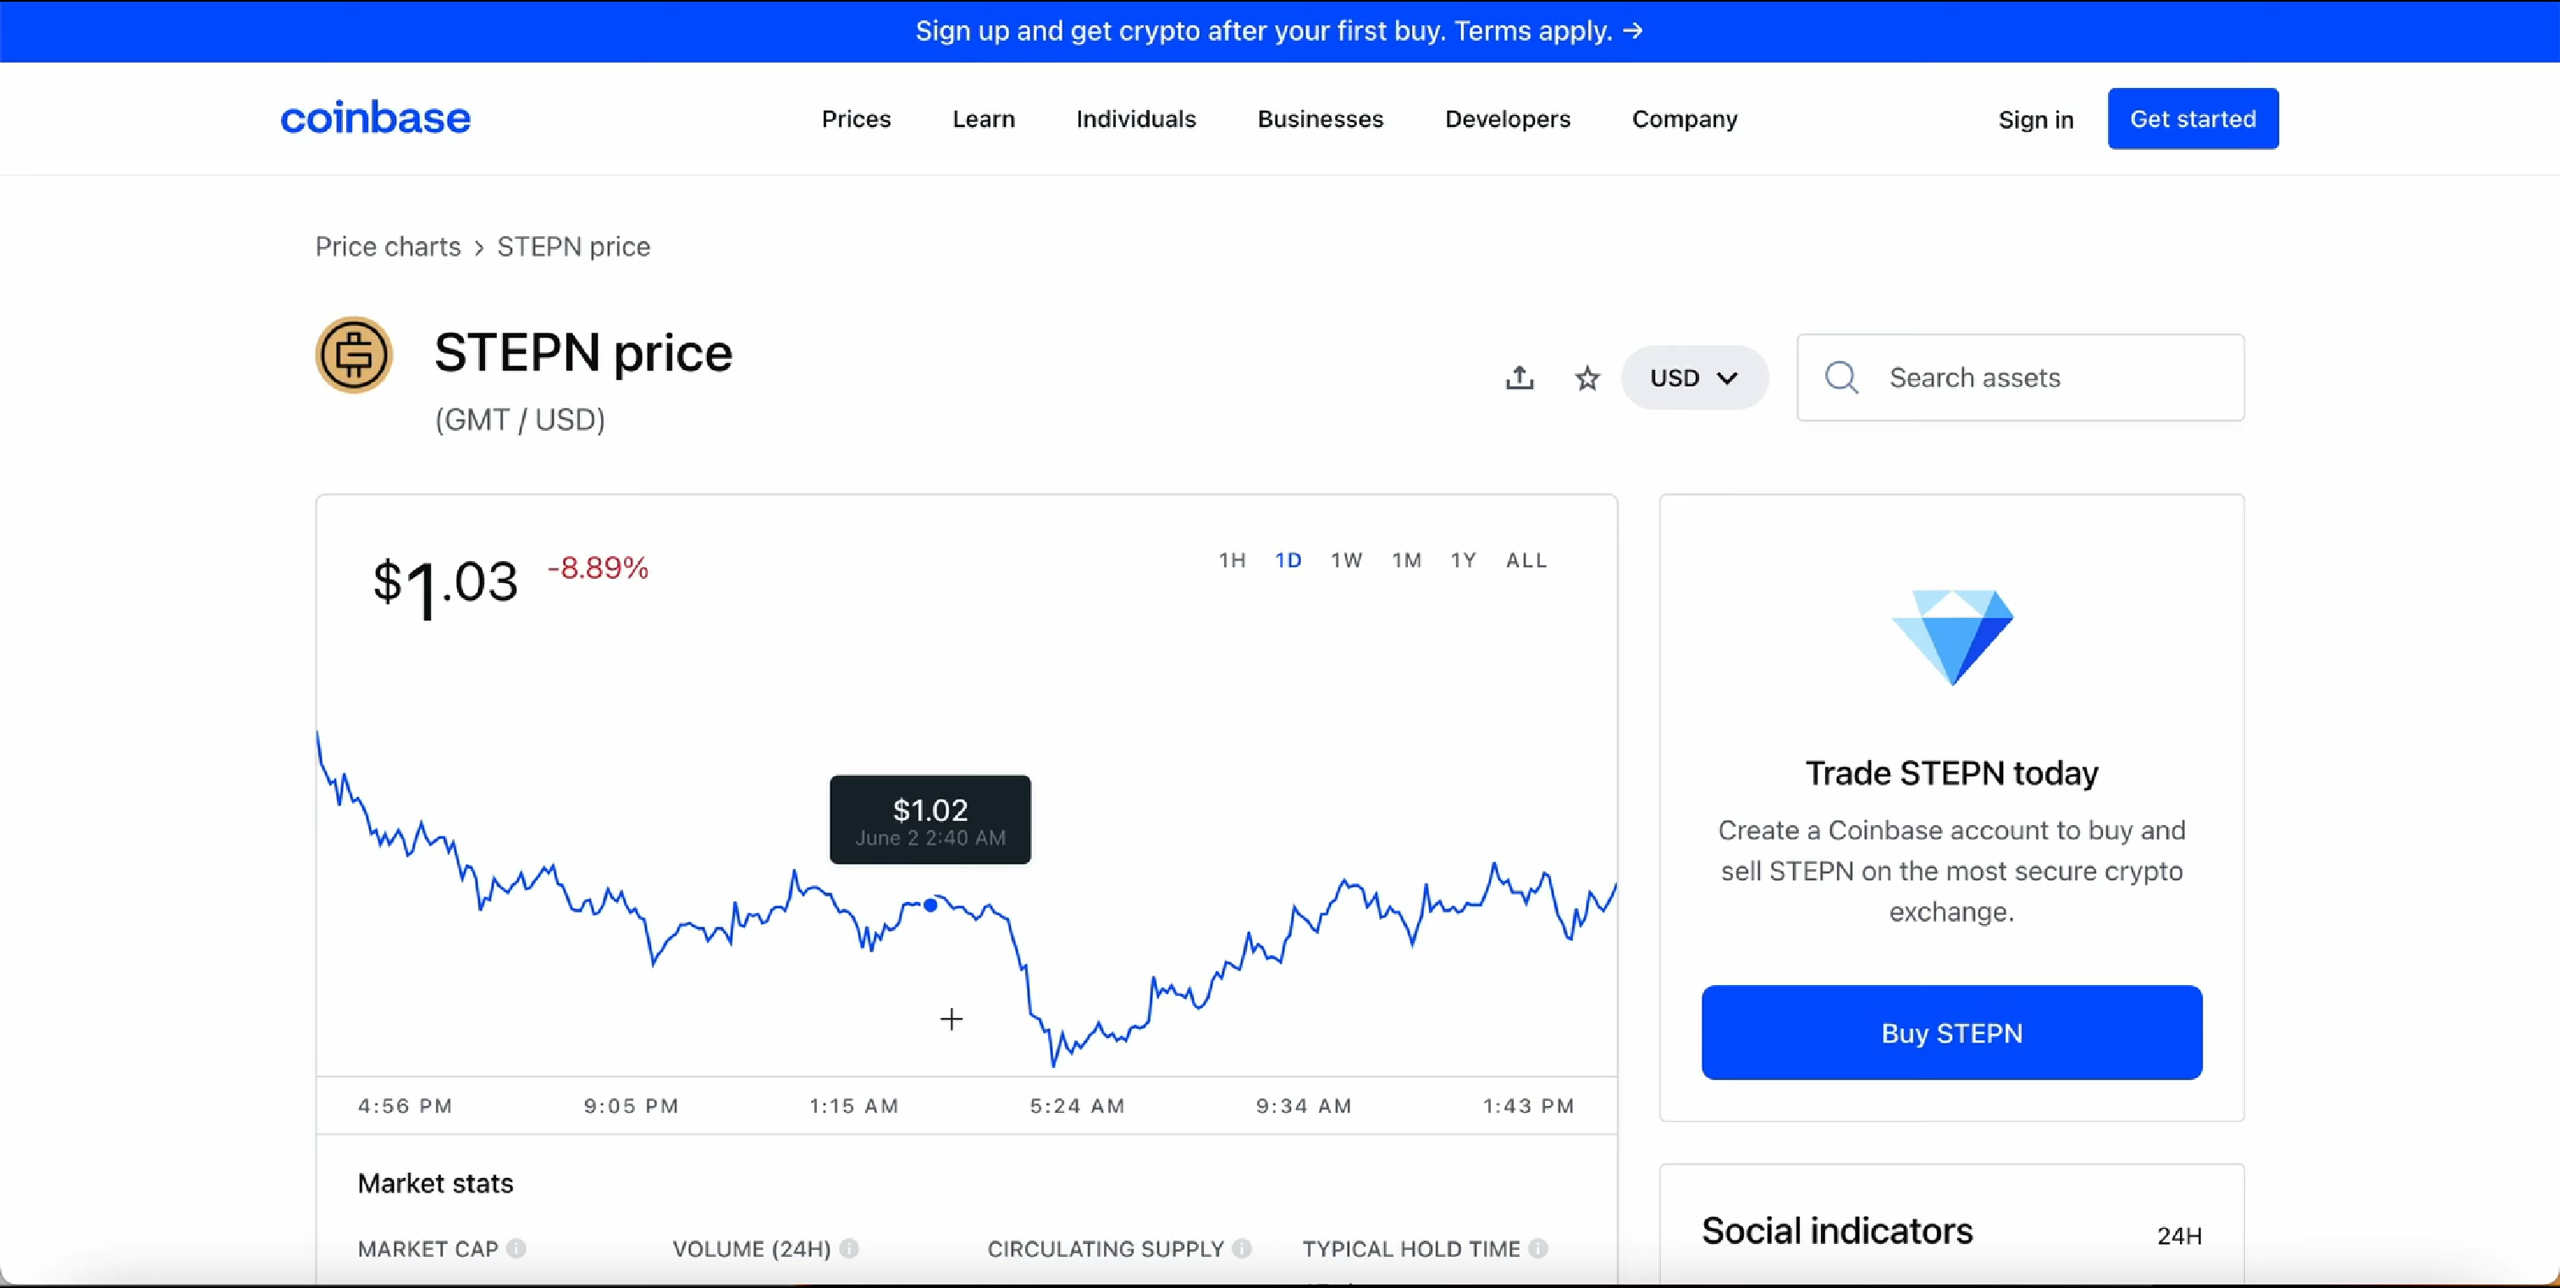 Sign up and get crypto after your first buy. Terms apply. →
coinbase
Prices Learn Individuals Businesses Developers Company Sign in Get started
Price charts > STEPN price
STEPN price
(GMT / USD)
USD
Search assets
$1.03 -8.89%
1H 1D 1W 1M 1Y ALL
$1.02
June 2 2:40 AM
4:56 PM 9:05 PM 1:15 AM 5:24 AM 9:34 AM 1:43 PM
Trade STEPN today
Create a Coinbase account to buy and
sell STEPN on the most secure crypto
exchange.
Buy STEPN
Market stats
MARKET CAP VOLUME (24H) CIRCULATING SUPPLY TYPICAL HOLD TIME
Social indicators 24H